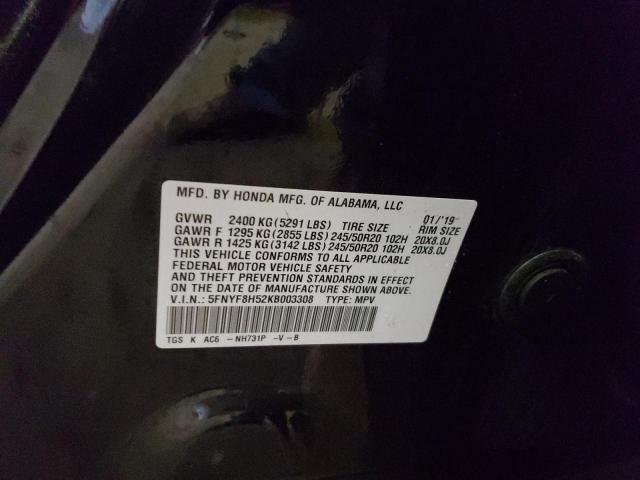 MFD. BY HONDA MFG. OF ALABAMA, LLC 01/'19
GVWR 2400 KG (5291 LBS) TIRE SIZE RIM SIZE
GAWR F 1295 KG (2855 LBS) 245/50R20 102H 20X8.0J
GAWR R 1425 KG (3142 LBS) 245/50R20 102H 20X8.0J
THIS VEHICLE CONFORMS TO ALL APPLICABLE
FEDERAL MOTOR VEHICLE SAFETY
AND THEFT PREVENTION STANDARDS IN EFFECT
ON THE DATE OF MANUFACTURE SHOWN ABOVE.
V.I.N.: 5FNYF8H52KB003308 TYPE: MPV
TGS K AC6 -NH731P -V-B